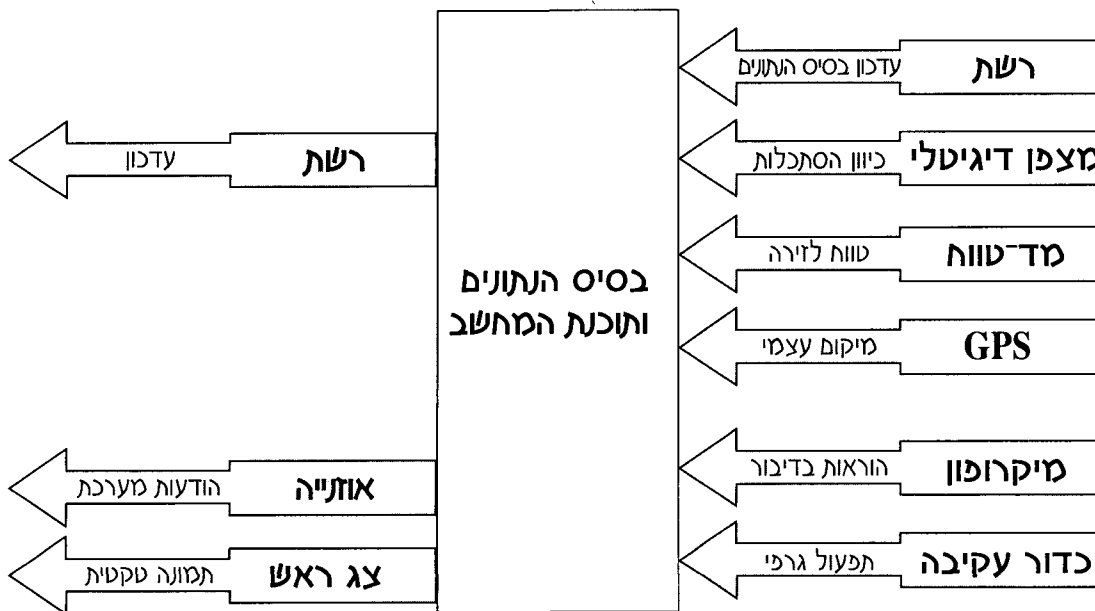 רשת
עדכון בסיס הנתונים
מצפן דיגיטלי
כיוון הסתכלות
מד-טווח
טווח לזירה
GPS
מיקום עצמי
מיקרופון
הוראות בדיבור
כדור עקיבה
תפעול גרפי
בסיס הנתונים
ותוכנת המחשב
רשת
עדכון
אוזנייה
הודעות מערכת
צג ראש
תמונה טקטית